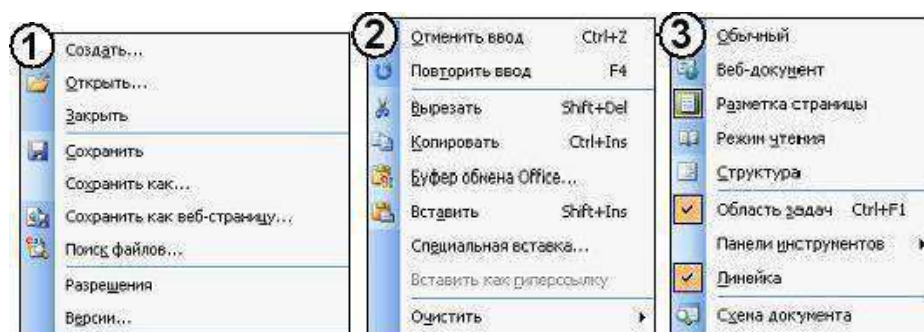 1
Создать...
Открыть...
Закрыть
Сохранить
Сохранить как...
Сохранить как веб-страницу...
Поиск файлов...
Разрешения
Версии...
2
Отменить ввод Ctrl+Z
Повторить ввод F4
Вырезать Shift+Del
Копировать Ctrl+Ins
Буфер обмена Office...
Вставить Shift+Ins
Специальная вставка...
Вставить как гиперссылку
Очистить
3
Обычный
Веб-документ
Разметка страницы
Режим чтения
Структура
Область задач Ctrl+F1
Панели инструментов
Линейка
Схема документа